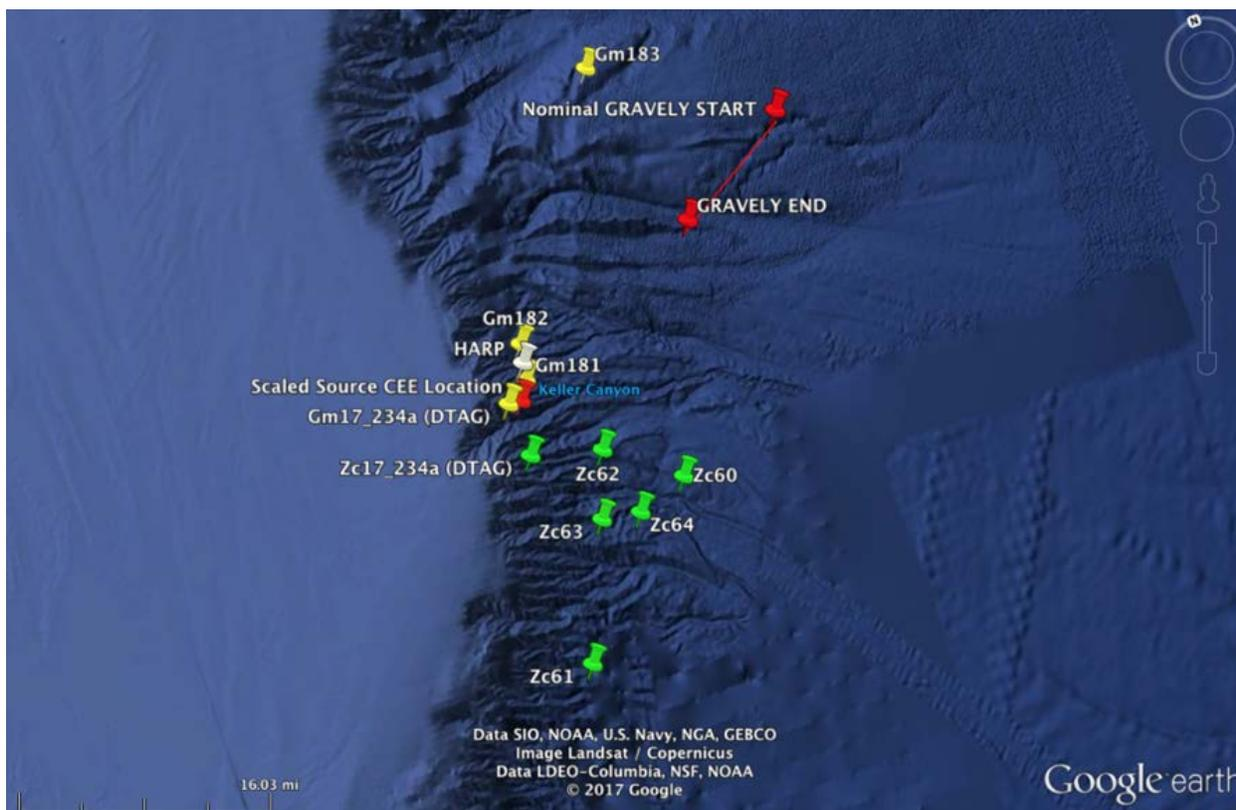 N
Gm183
Nominal GRAVELY START
GRAVELY END
Gm182
HARP
Gm181
Scaled Source CEE Location
Keller Canyon
Gm17_234a (DTAG)
Zc17_234a (DTAG)
Zc62
Zc60
Zc63
Zc64
Zc61
Data SIO, NOAA, U.S. Navy, NGA, GEBCO
Image Landsat / Copernicus
Data LDEO-Columbia, NSF, NOAA
© 2017 Google
16.03 mi
Google earth